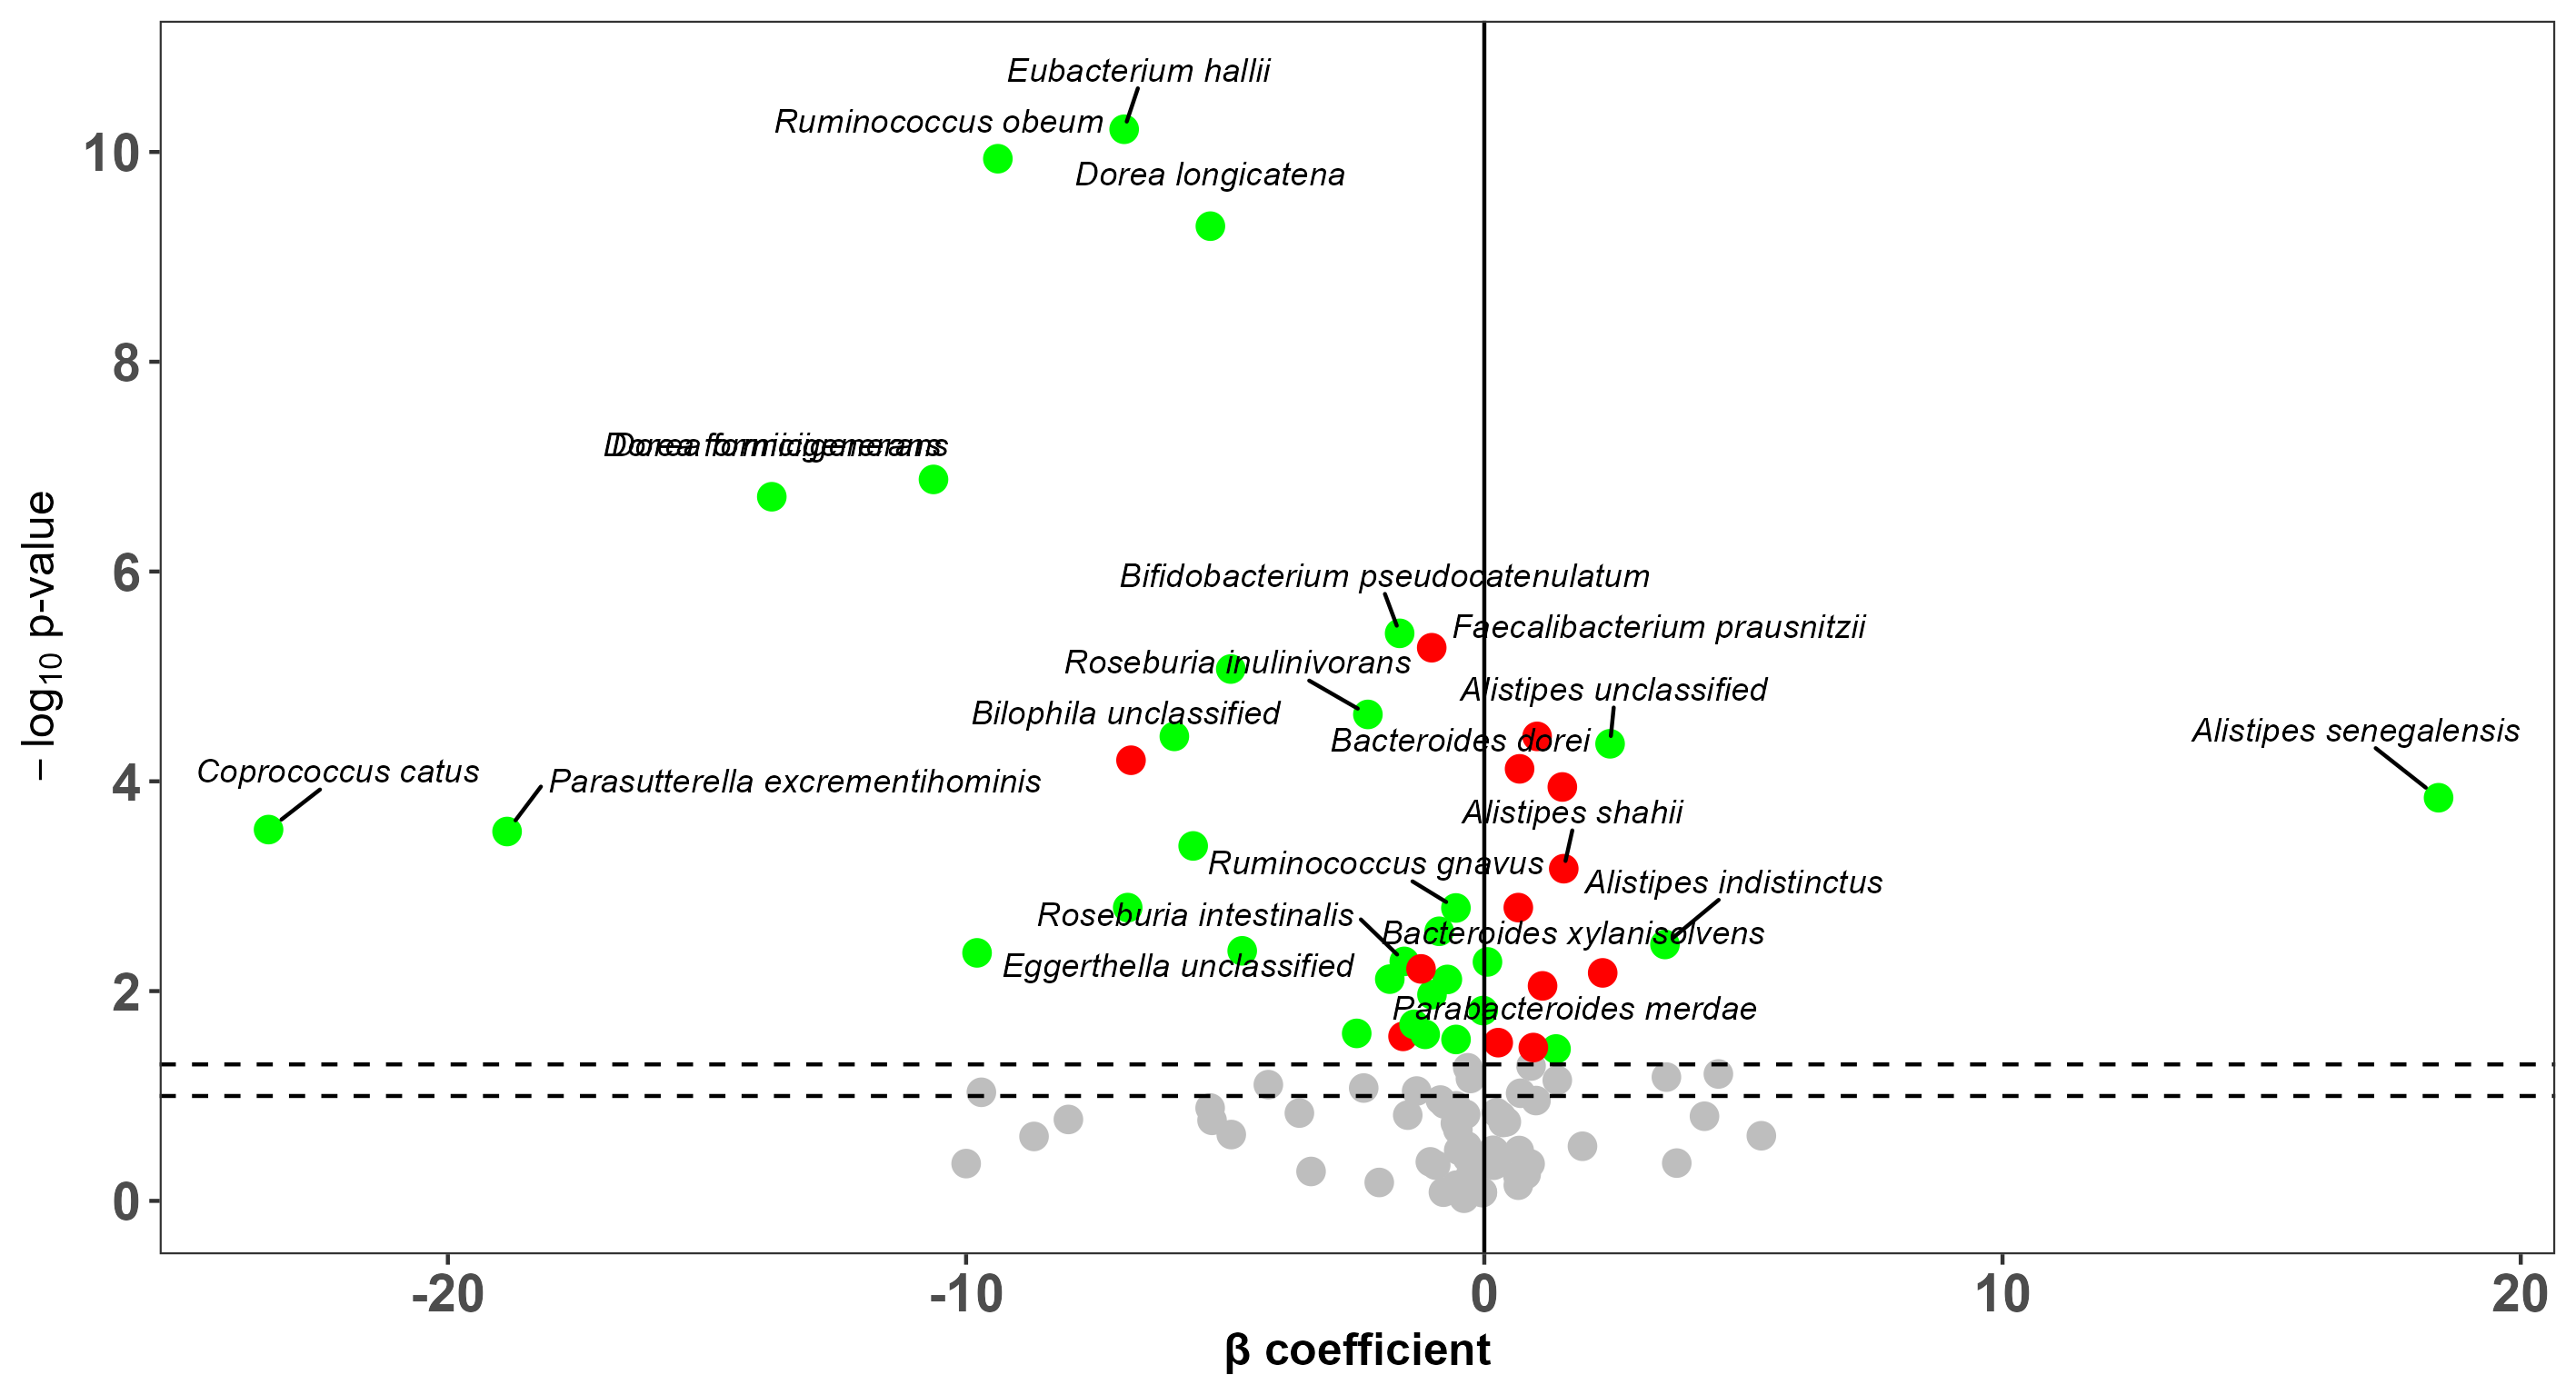 Eubacterium hallii
Ruminococcus obeum
Dorea longicatena
Dorea formicigenerans
Bifidobacterium pseudocatenulatum
Faecalibacterium prausnitzii
Roseburia inulinivorans
Alistipes unclassified
Bilophila unclassified
Bacteroides dorei
Alistipes senegalensis
Coprococcus catus
Parasutterella excrementihominis
Alistipes shahii
Ruminococcus gnavus
Alistipes indistinctus
Roseburia intestinalis
Bacteroides xylanisolvens
Eggerthella unclassified
Parabacteroides merdae
10
8
6
4
2
0
− log10 p-value
-20
-10
0
10
20
β coefficient